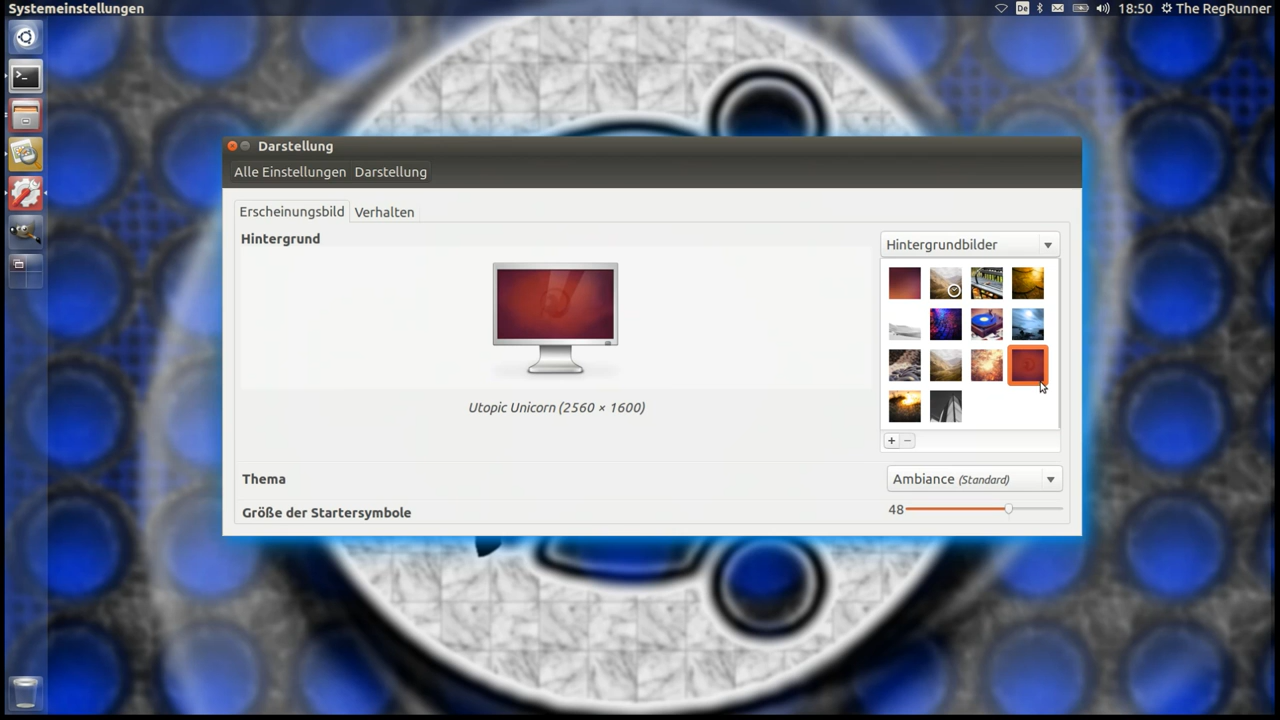 Systemeinstellungen
De
18:50
The RegRunner
Darstellung
Alle Einstellungen Darstellung
Erscheinungsbild Verhalten
Hintergrund
Hintergrundbilder
Utopic Unicorn (2560 × 1600)
+ −
Thema
Ambiance (Standard)
Größe der Startersymbole
48